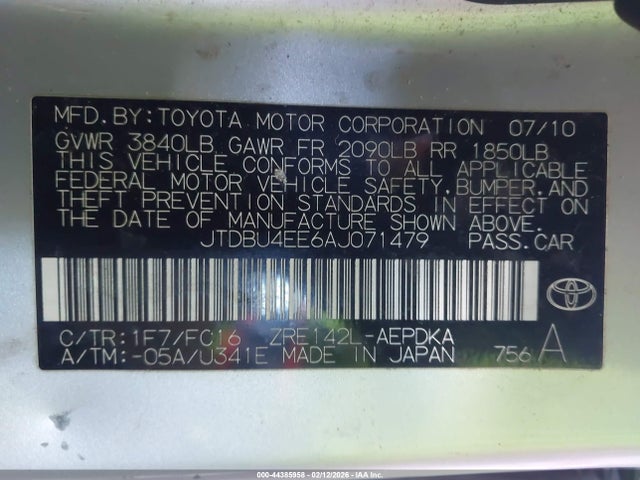 MFD. BY: TOYOTA MOTOR CORPORATION 07/10
GVWR 3840LB GAWR FR 2090LB RR 1850LB
THIS VEHICLE CONFORMS TO ALL APPLICABLE
FEDERAL MOTOR VEHICLE SAFETY, BUMPER, AND
THEFT PREVENTION STANDARDS IN EFFECT ON
THE DATE OF MANUFACTURE SHOWN ABOVE.
JTDBU4EE6AJ071479 PASS. CAR
C/TR: 1F7/FC16 ZRE142L-AEPDKA
A/TM: -05A/U341E MADE IN JAPAN 756 A
000-44385958 - 02/12/2026 - IAA Inc.